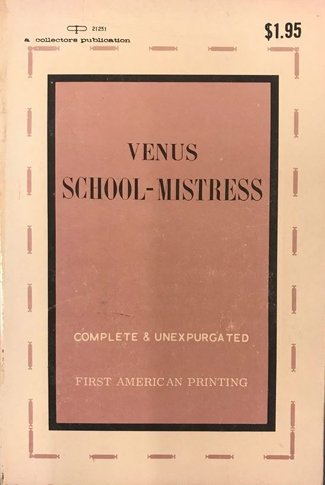 21251
$1.95
a collectors publication
VENUS
SCHOOL-MISTRESS
COMPLETE & UNEXPURGATED
FIRST AMERICAN PRINTING